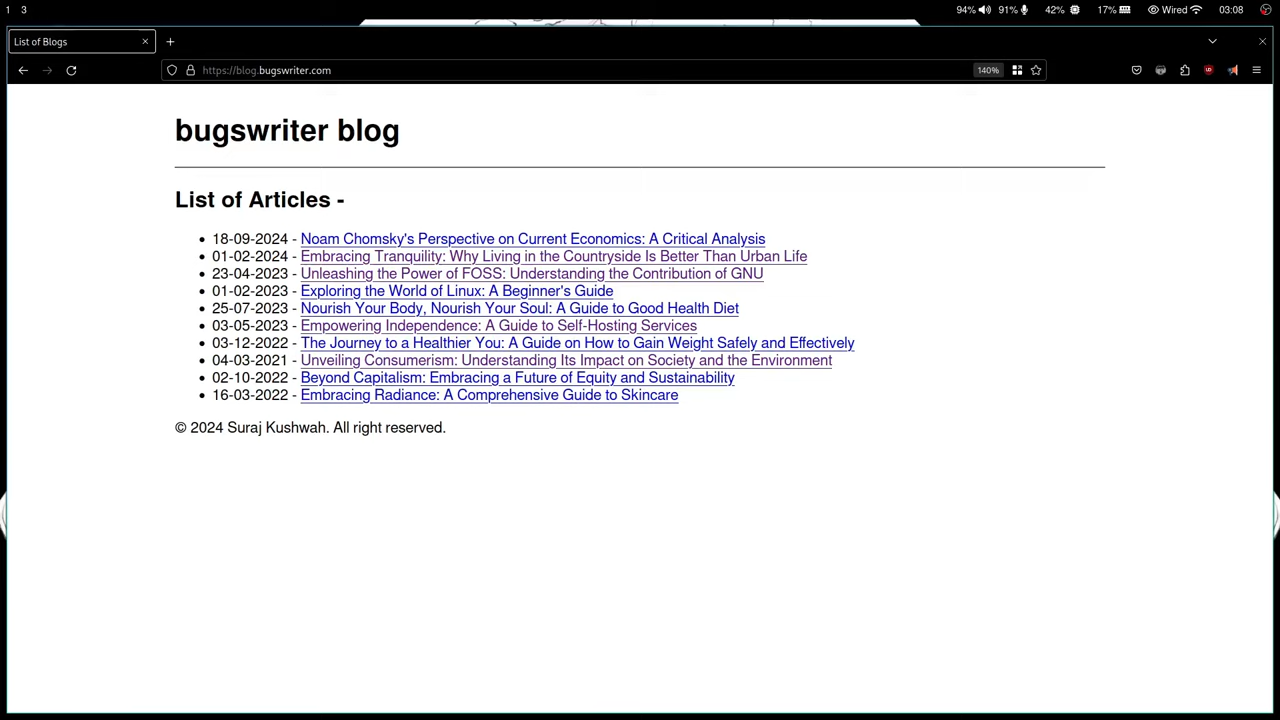 1 3 94% 91% 42% 17% Wired 03:08
List of Blogs
https://blog.bugswriter.com 140%
bugswriter blog
List of Articles -
18-09-2024 - Noam Chomsky's Perspective on Current Economics: A Critical Analysis
01-02-2024 - Embracing Tranquility: Why Living in the Countryside Is Better Than Urban Life
23-04-2023 - Unleashing the Power of FOSS: Understanding the Contribution of GNU
01-02-2023 - Exploring the World of Linux: A Beginner's Guide
25-07-2023 - Nourish Your Body, Nourish Your Soul: A Guide to Good Health Diet
03-05-2023 - Empowering Independence: A Guide to Self-Hosting Services
03-12-2022 - The Journey to a Healthier You: A Guide on How to Gain Weight Safely and Effectively
04-03-2021 - Unveiling Consumerism: Understanding Its Impact on Society and the Environment
02-10-2022 - Beyond Capitalism: Embracing a Future of Equity and Sustainability
16-03-2022 - Embracing Radiance: A Comprehensive Guide to Skincare
© 2024 Suraj Kushwah. All right reserved.